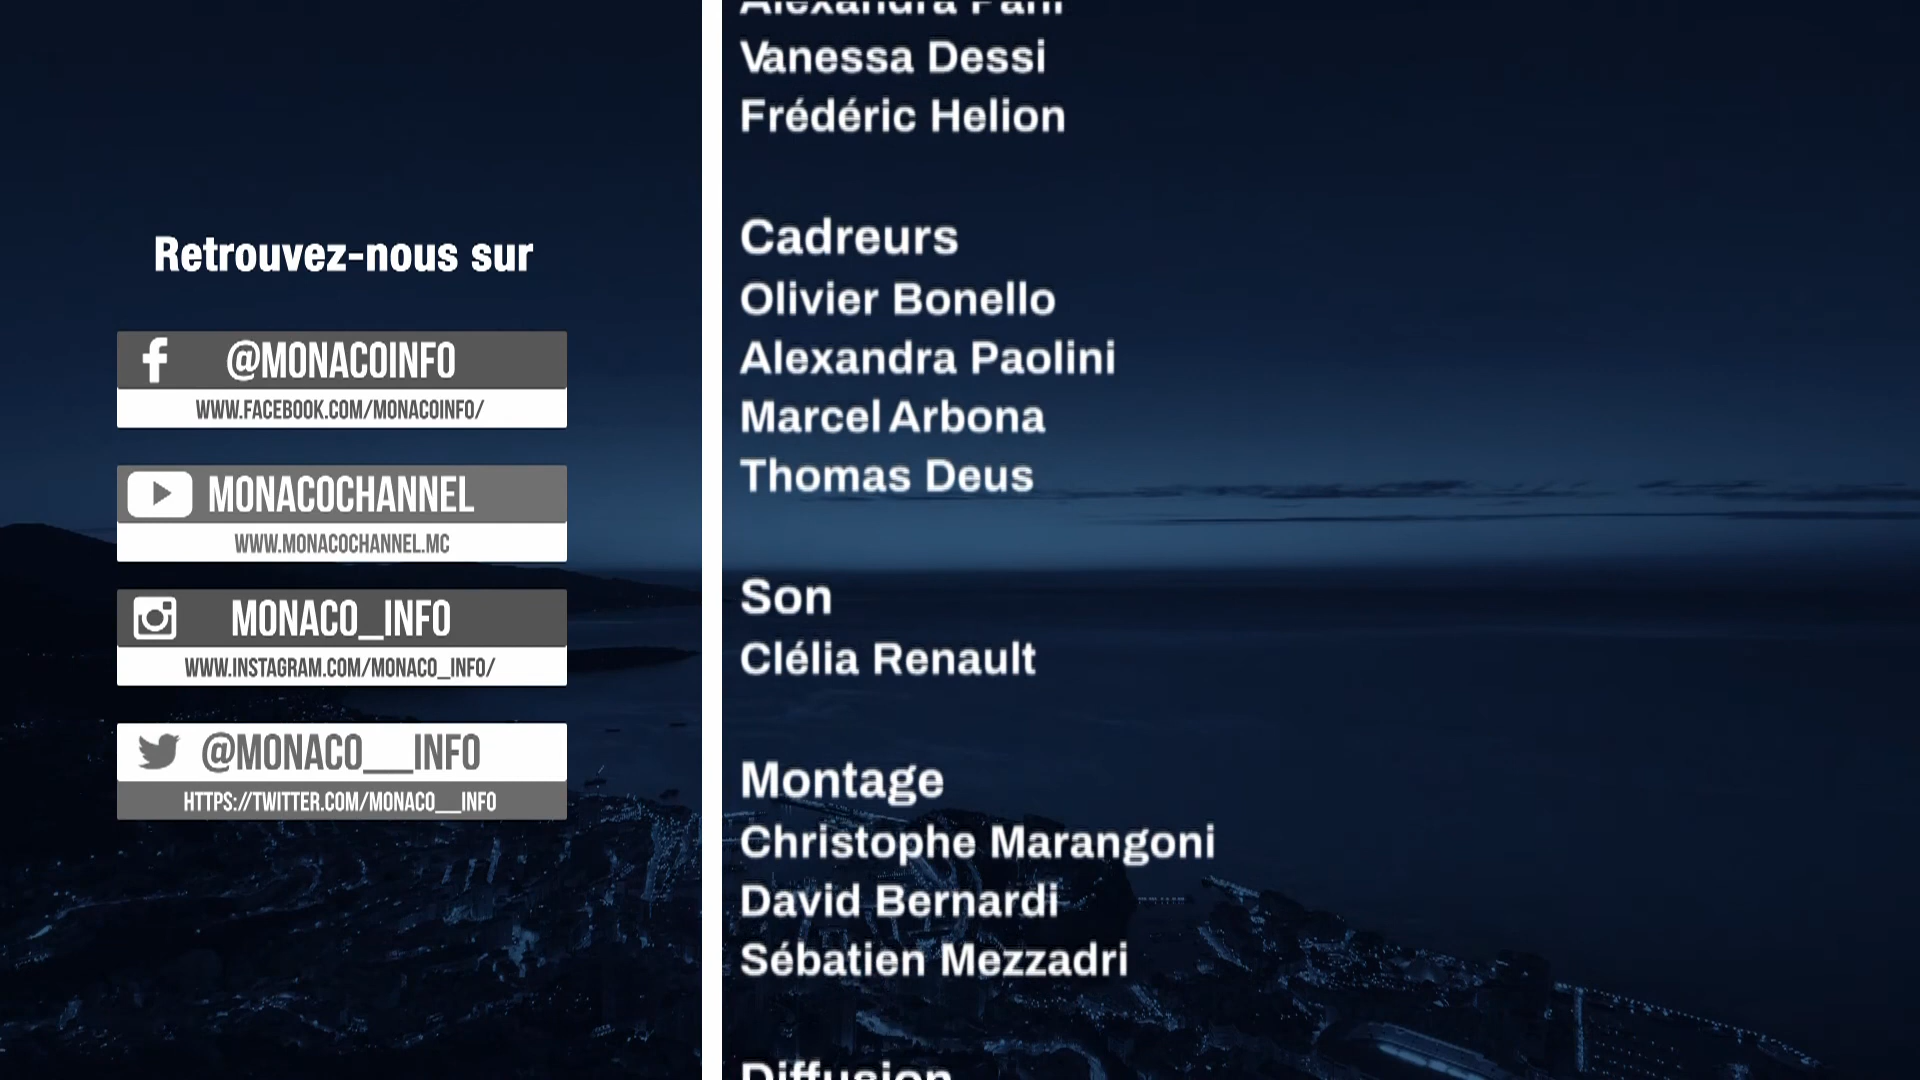 Retrouvez-nous sur
@MONACOINFO
WWW.FACEBOOK.COM/MONACOINFO/
MONACOCHANNEL
WWW.MONACOCHANNEL.MC
MONACO_INFO
WWW.INSTAGRAM.COM/MONACO_INFO/
@MONACO__INFO
HTTPS://TWITTER.COM/MONACO__INFO
Alexandra
Vanessa Dessi
Frédéric Helion
Cadreurs
Olivier Bonello
Alexandra Paolini
Marcel Arbona
Thomas Deus
Son
Clélia Renault
Montage
Christophe Marangoni
David Bernardi
Sébatien Mezzadri
Diffusion